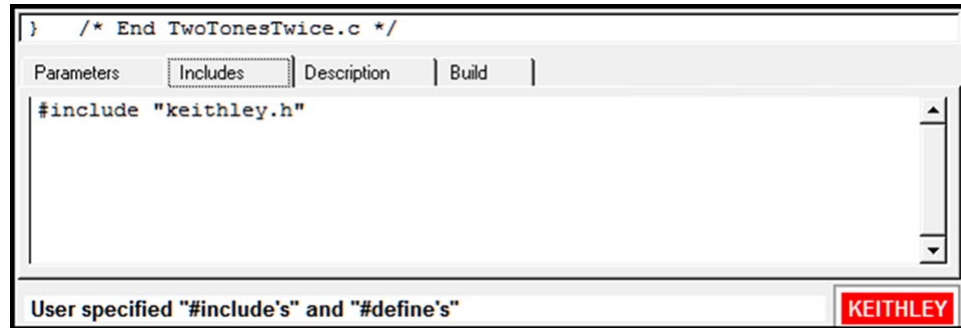 } /* End TwoTonesTwice.c */
Parameters Includes Description Build
#include "keithley.h"
User specified "#include's" and "#define's"
KEITHLEY